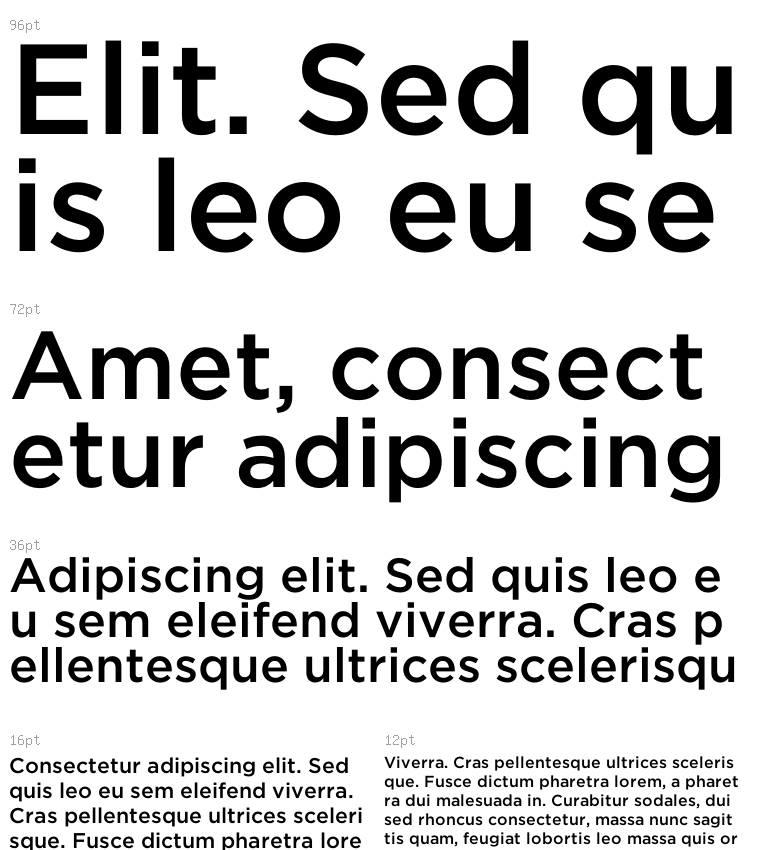 96pt
Elit. Sed qu
is leo eu se
72pt
Amet, consect
etur adipiscing
36pt
Adipiscing elit. Sed quis leo e
u sem eleifend viverra. Cras p
ellentesque ultrices scelerisqu
16pt
Consectetur adipiscing elit. Sed
quis leo eu sem eleifend viverra.
Cras pellentesque ultrices sceleri
sque. Fusce dictum pharetra lore
12pt
Viverra. Cras pellentesque ultrices sceleris
que. Fusce dictum pharetra lorem, a pharet
ra dui malesuada in. Curabitur sodales, dui
sed rhoncus consectetur, massa nunc sagit
tis quam, feugiat lobortis leo massa quis or